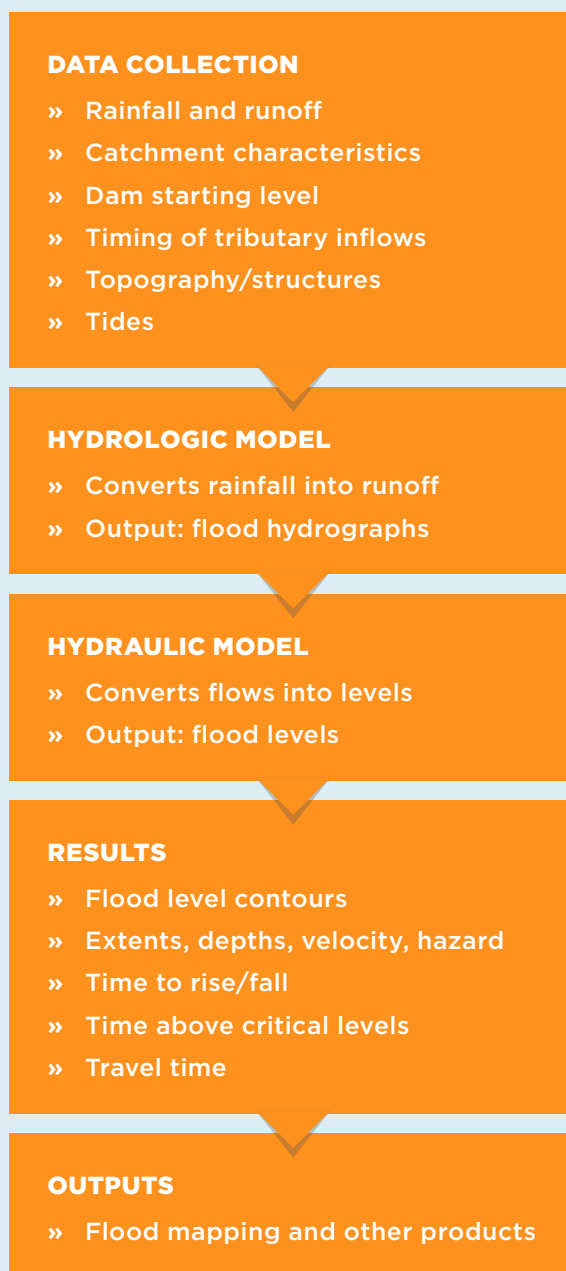 DATA COLLECTION
» Rainfall and runoff
» Catchment characteristics
» Dam starting level
» Timing of tributary inflows
» Topography/structures
» Tides
HYDROLOGIC MODEL
» Converts rainfall into runoff
» Output: flood hydrographs
HYDRAULIC MODEL
» Converts flows into levels
» Output: flood levels
RESULTS
» Flood level contours
» Extents, depths, velocity, hazard
» Time to rise/fall
» Time above critical levels
» Travel time
OUTPUTS
» Flood mapping and other products